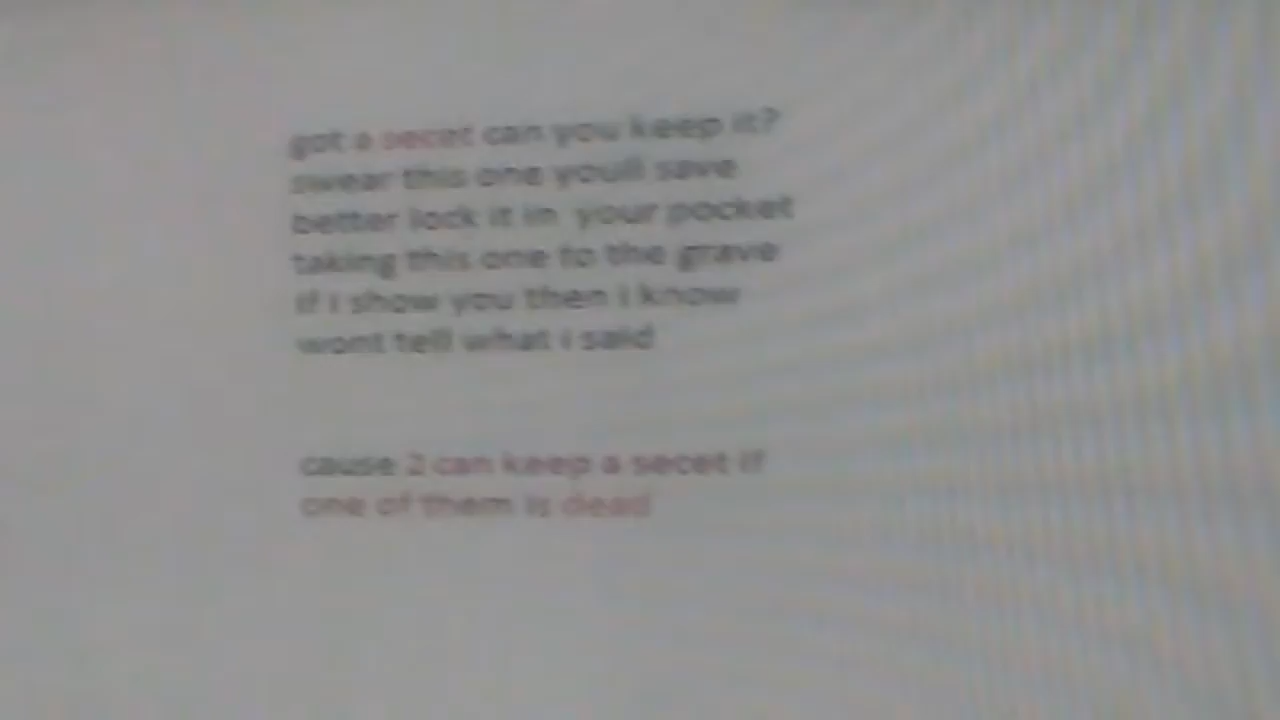 got a secet can you keep it?
swear this one youll save
better lock it in your pocket
taking this one to the grave
if i show you then i know
wont tell what i said
cause 2 can keep a secet if
one of them is dead